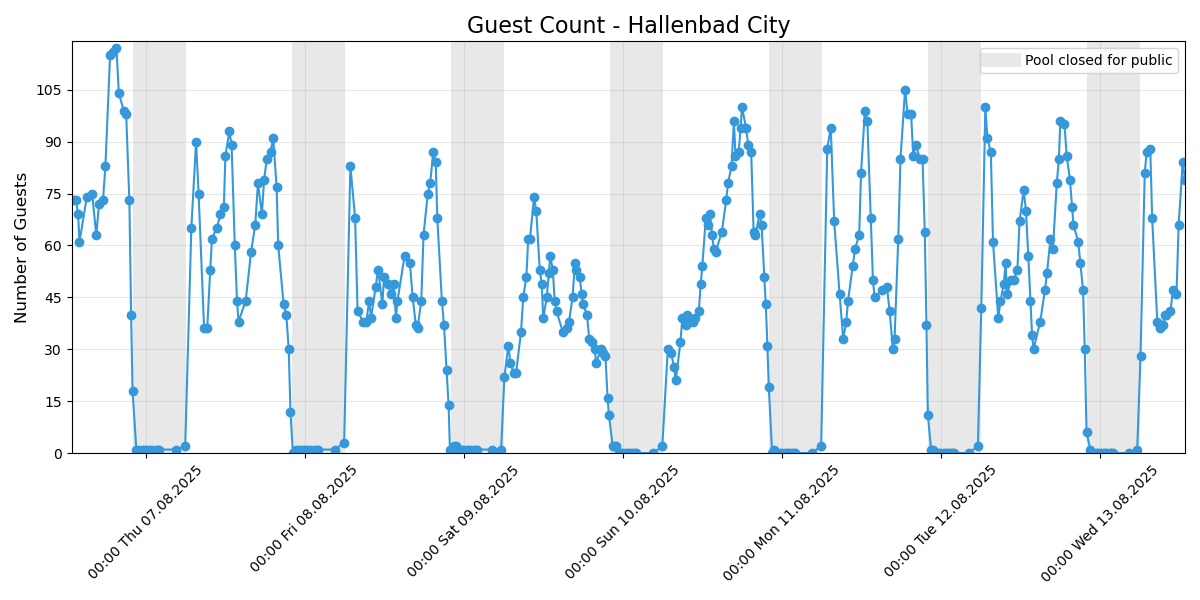 Guest Count - Hallenbad City
Pool closed for public
Number of Guests
105
90
75
60
45
30
15
0
00:00 Thu 07.08.2025
00:00 Fri 08.08.2025
00:00 Sat 09.08.2025
00:00 Sun 10.08.2025
00:00 Mon 11.08.2025
00:00 Tue 12.08.2025
00:00 Wed 13.08.2025